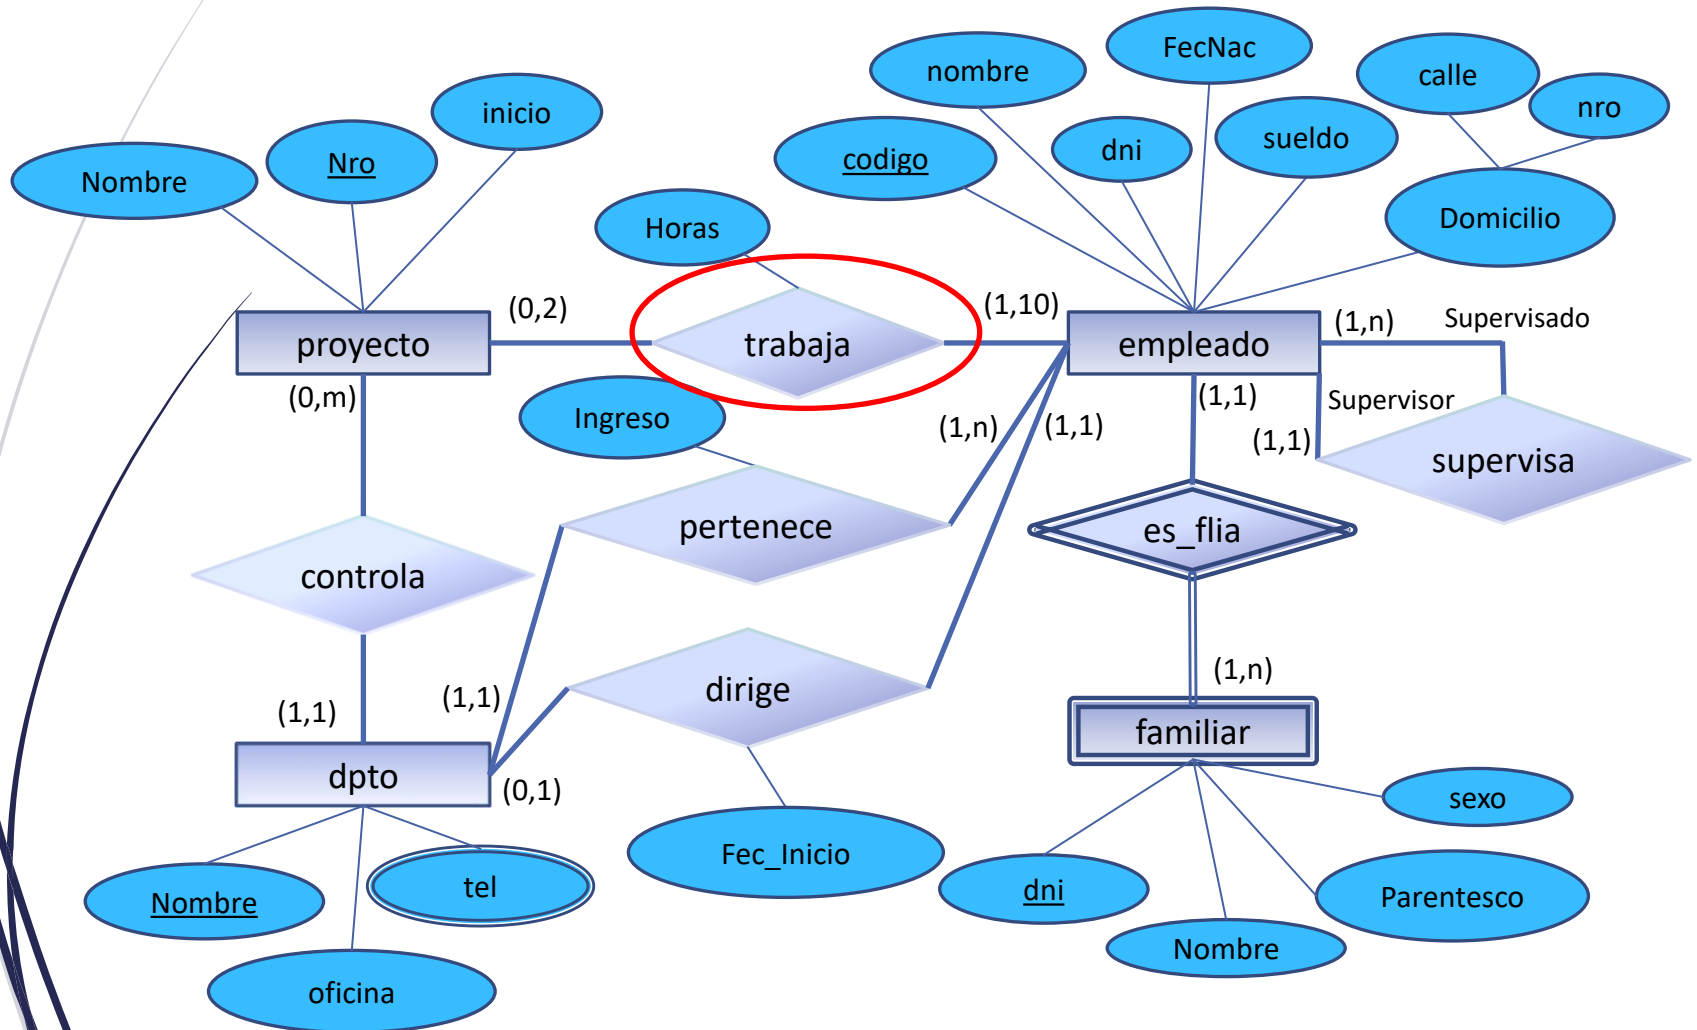 FecNac
nombre
calle
inicio
nro
Nro
codigo
dni
sueldo
Nombre
Horas
Domicilio
(0,2)
(1,10)
(1,n)
Supervisado
proyecto
trabaja
empleado
(0,m)
(1,1)
Supervisor
Ingreso
(1,n)
(1,1)
(1,1)
supervisa
pertenece
es_flia
controla
(1,n)
dirige
(1,1)
(1,1)
familiar
dpto
(0,1)
sexo
Fec_Inicio
tel
dni
Parentesco
Nombre
Nombre
oficina